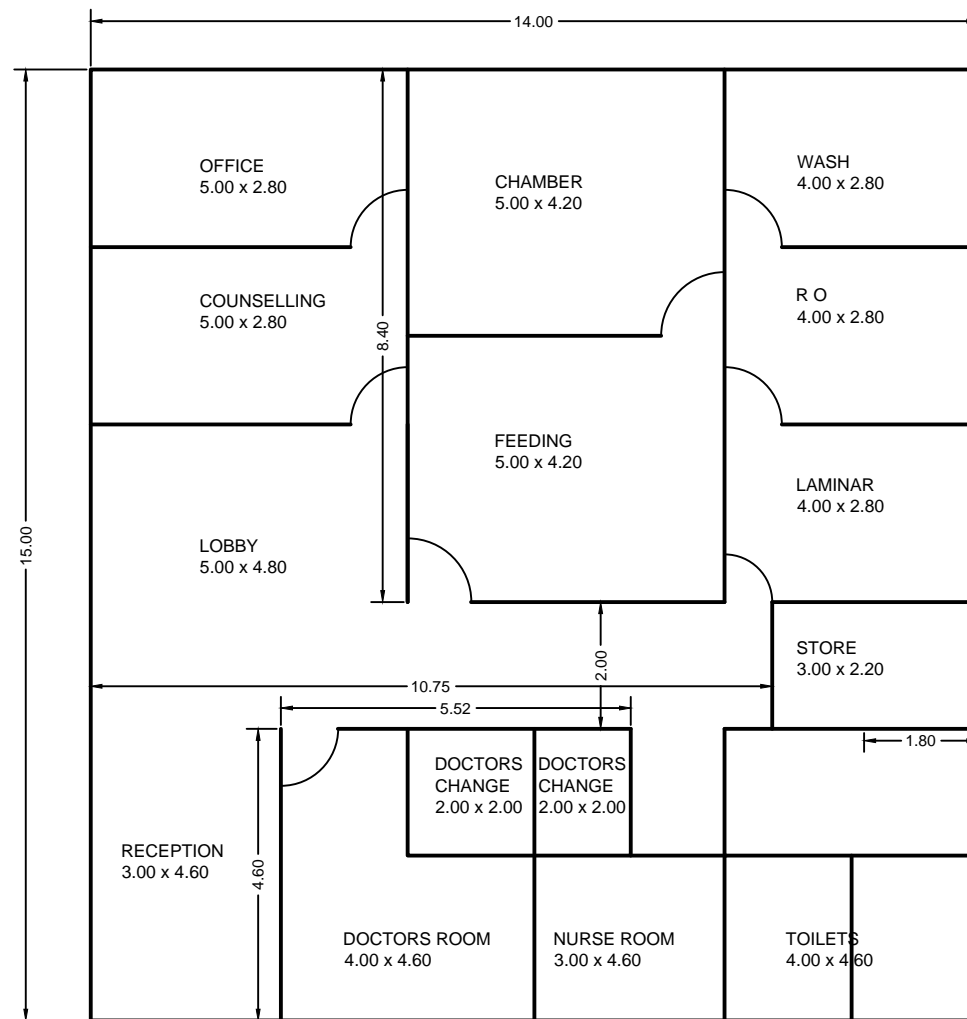 14.00
OFFICE
5.00 x 2.80
CHAMBER
5.00 x 4.20
WASH
4.00 x 2.80
COUNSELLING
5.00 x 2.80
R O
4.00 x 2.80
8.40
FEEDING
5.00 x 4.20
LAMINAR
4.00 x 2.80
15.00
LOBBY
5.00 x 4.80
STORE
3.00 x 2.20
2.00
10.75
5.52
1.80
DOCTORS
CHANGE
2.00 x 2.00
DOCTORS
CHANGE
2.00 x 2.00
RECEPTION
3.00 x 4.60
4.60
DOCTORS ROOM
4.00 x 4.60
NURSE ROOM
3.00 x 4.60
TOILETS
4.00 x 4.60